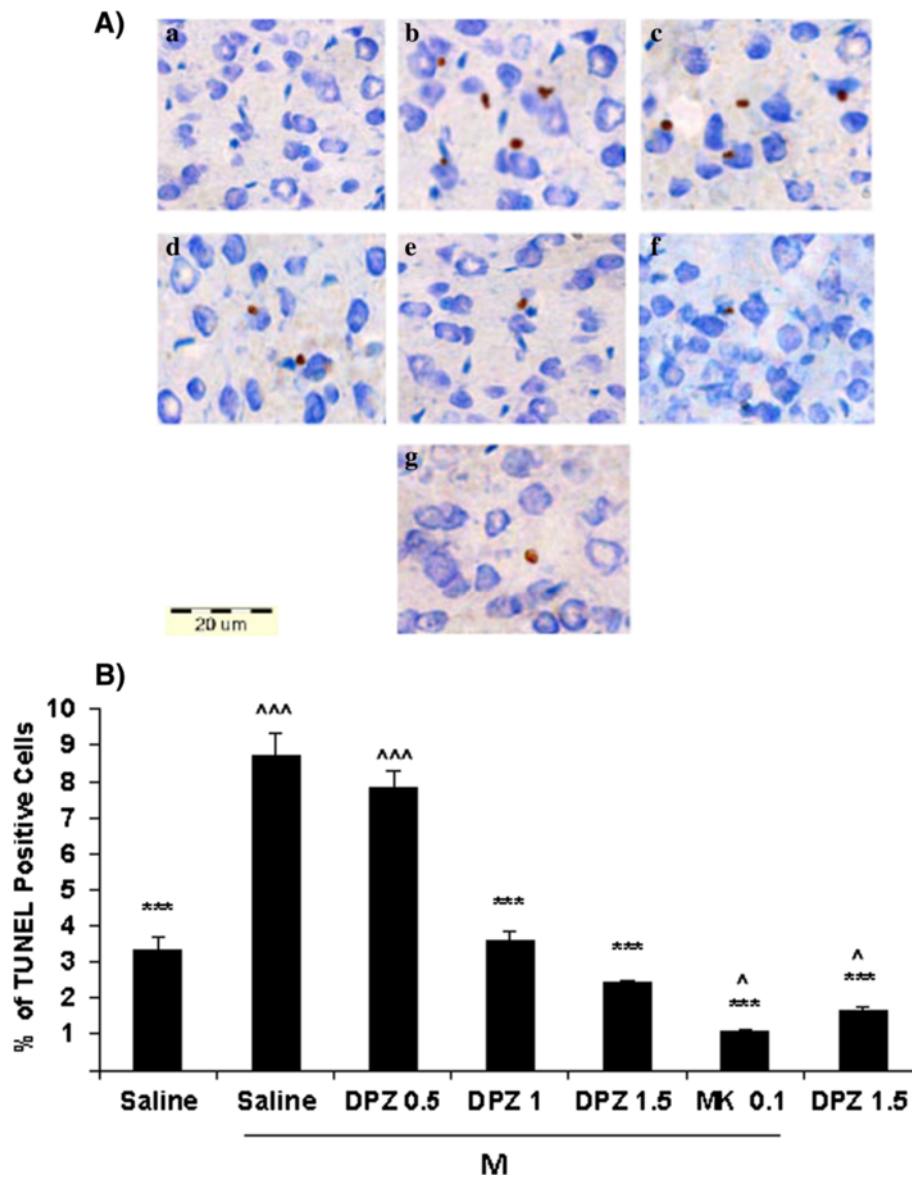 A)
a
b
c
d
e
f
g
20 um
B)
% of TUNEL Positive Cells
10
9
8
7
6
5
4
3
2
1
^^^
^^^
***
***
***
^
***
^
***
Saline
Saline
DPZ 0.5
DPZ 1
DPZ 1.5
MK 0.1
DPZ 1.5
M